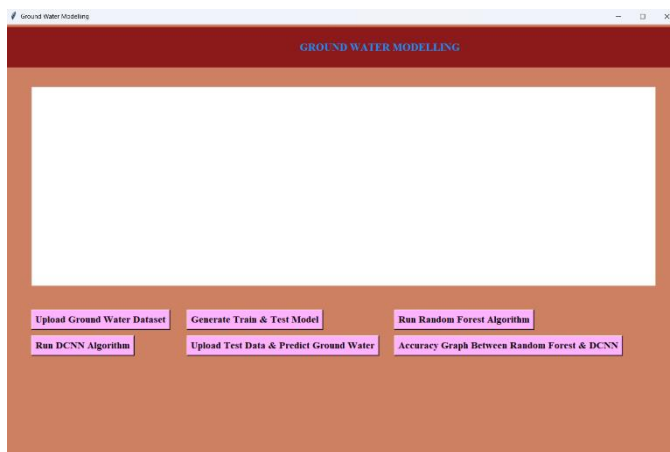 Ground Water Modelling
GROUND WATER MODELLING
Upload Ground Water Dataset
Generate Train & Test Model
Run Random Forest Algorithm
Run DCNN Algorithm
Upload Test Data & Predict Ground Water
Accuracy Graph Between Random Forest & DCNN